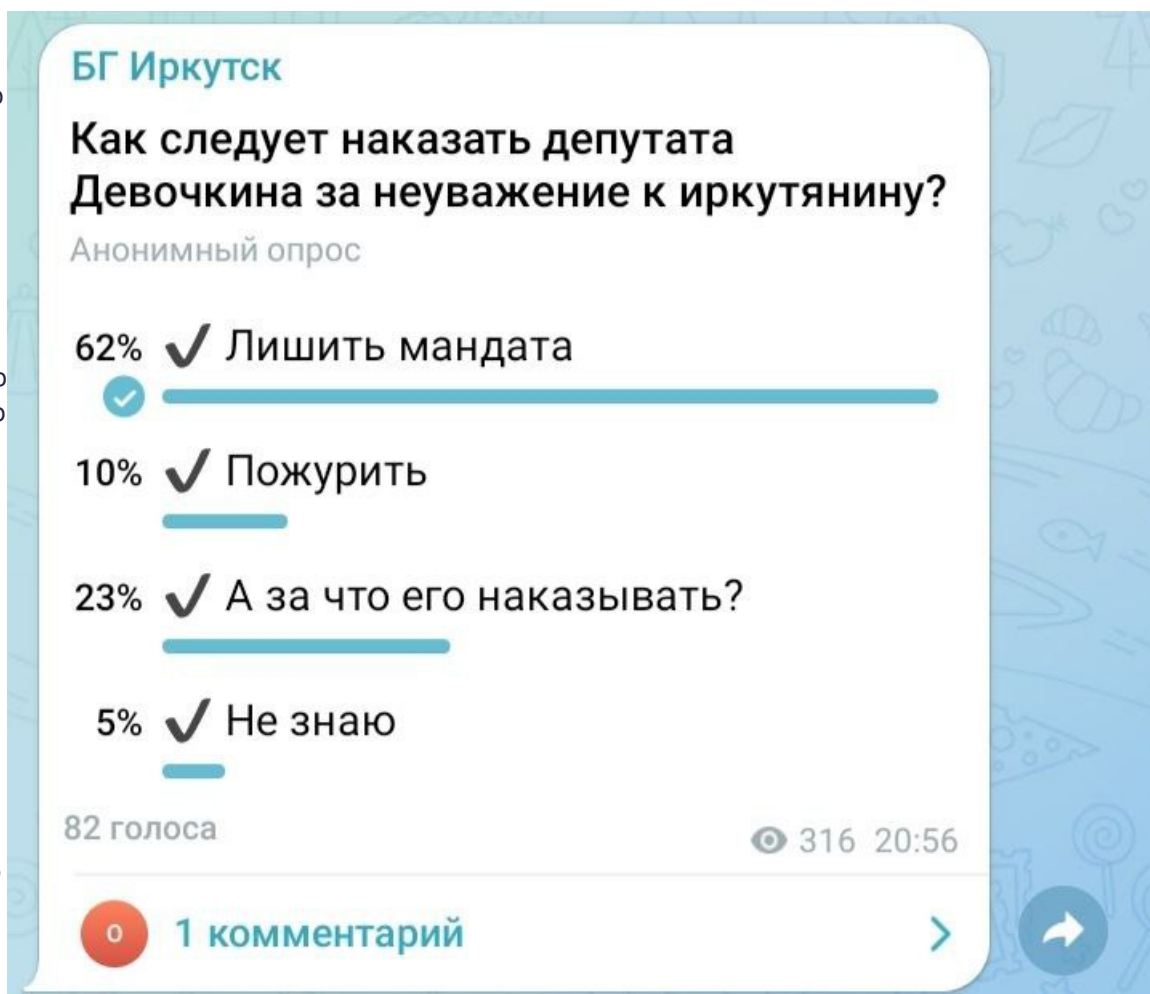 БГ Иркутск
Как следует наказать депутата
Девочкина за неуважение к иркутянину?
Анонимный опрос
62% ✔ Лишить мандата
10% ✔ Пожурить
23% ✔ А за что его наказывать?
5% ✔ Не знаю
82 голоса
316 20:56
О 1 комментарий